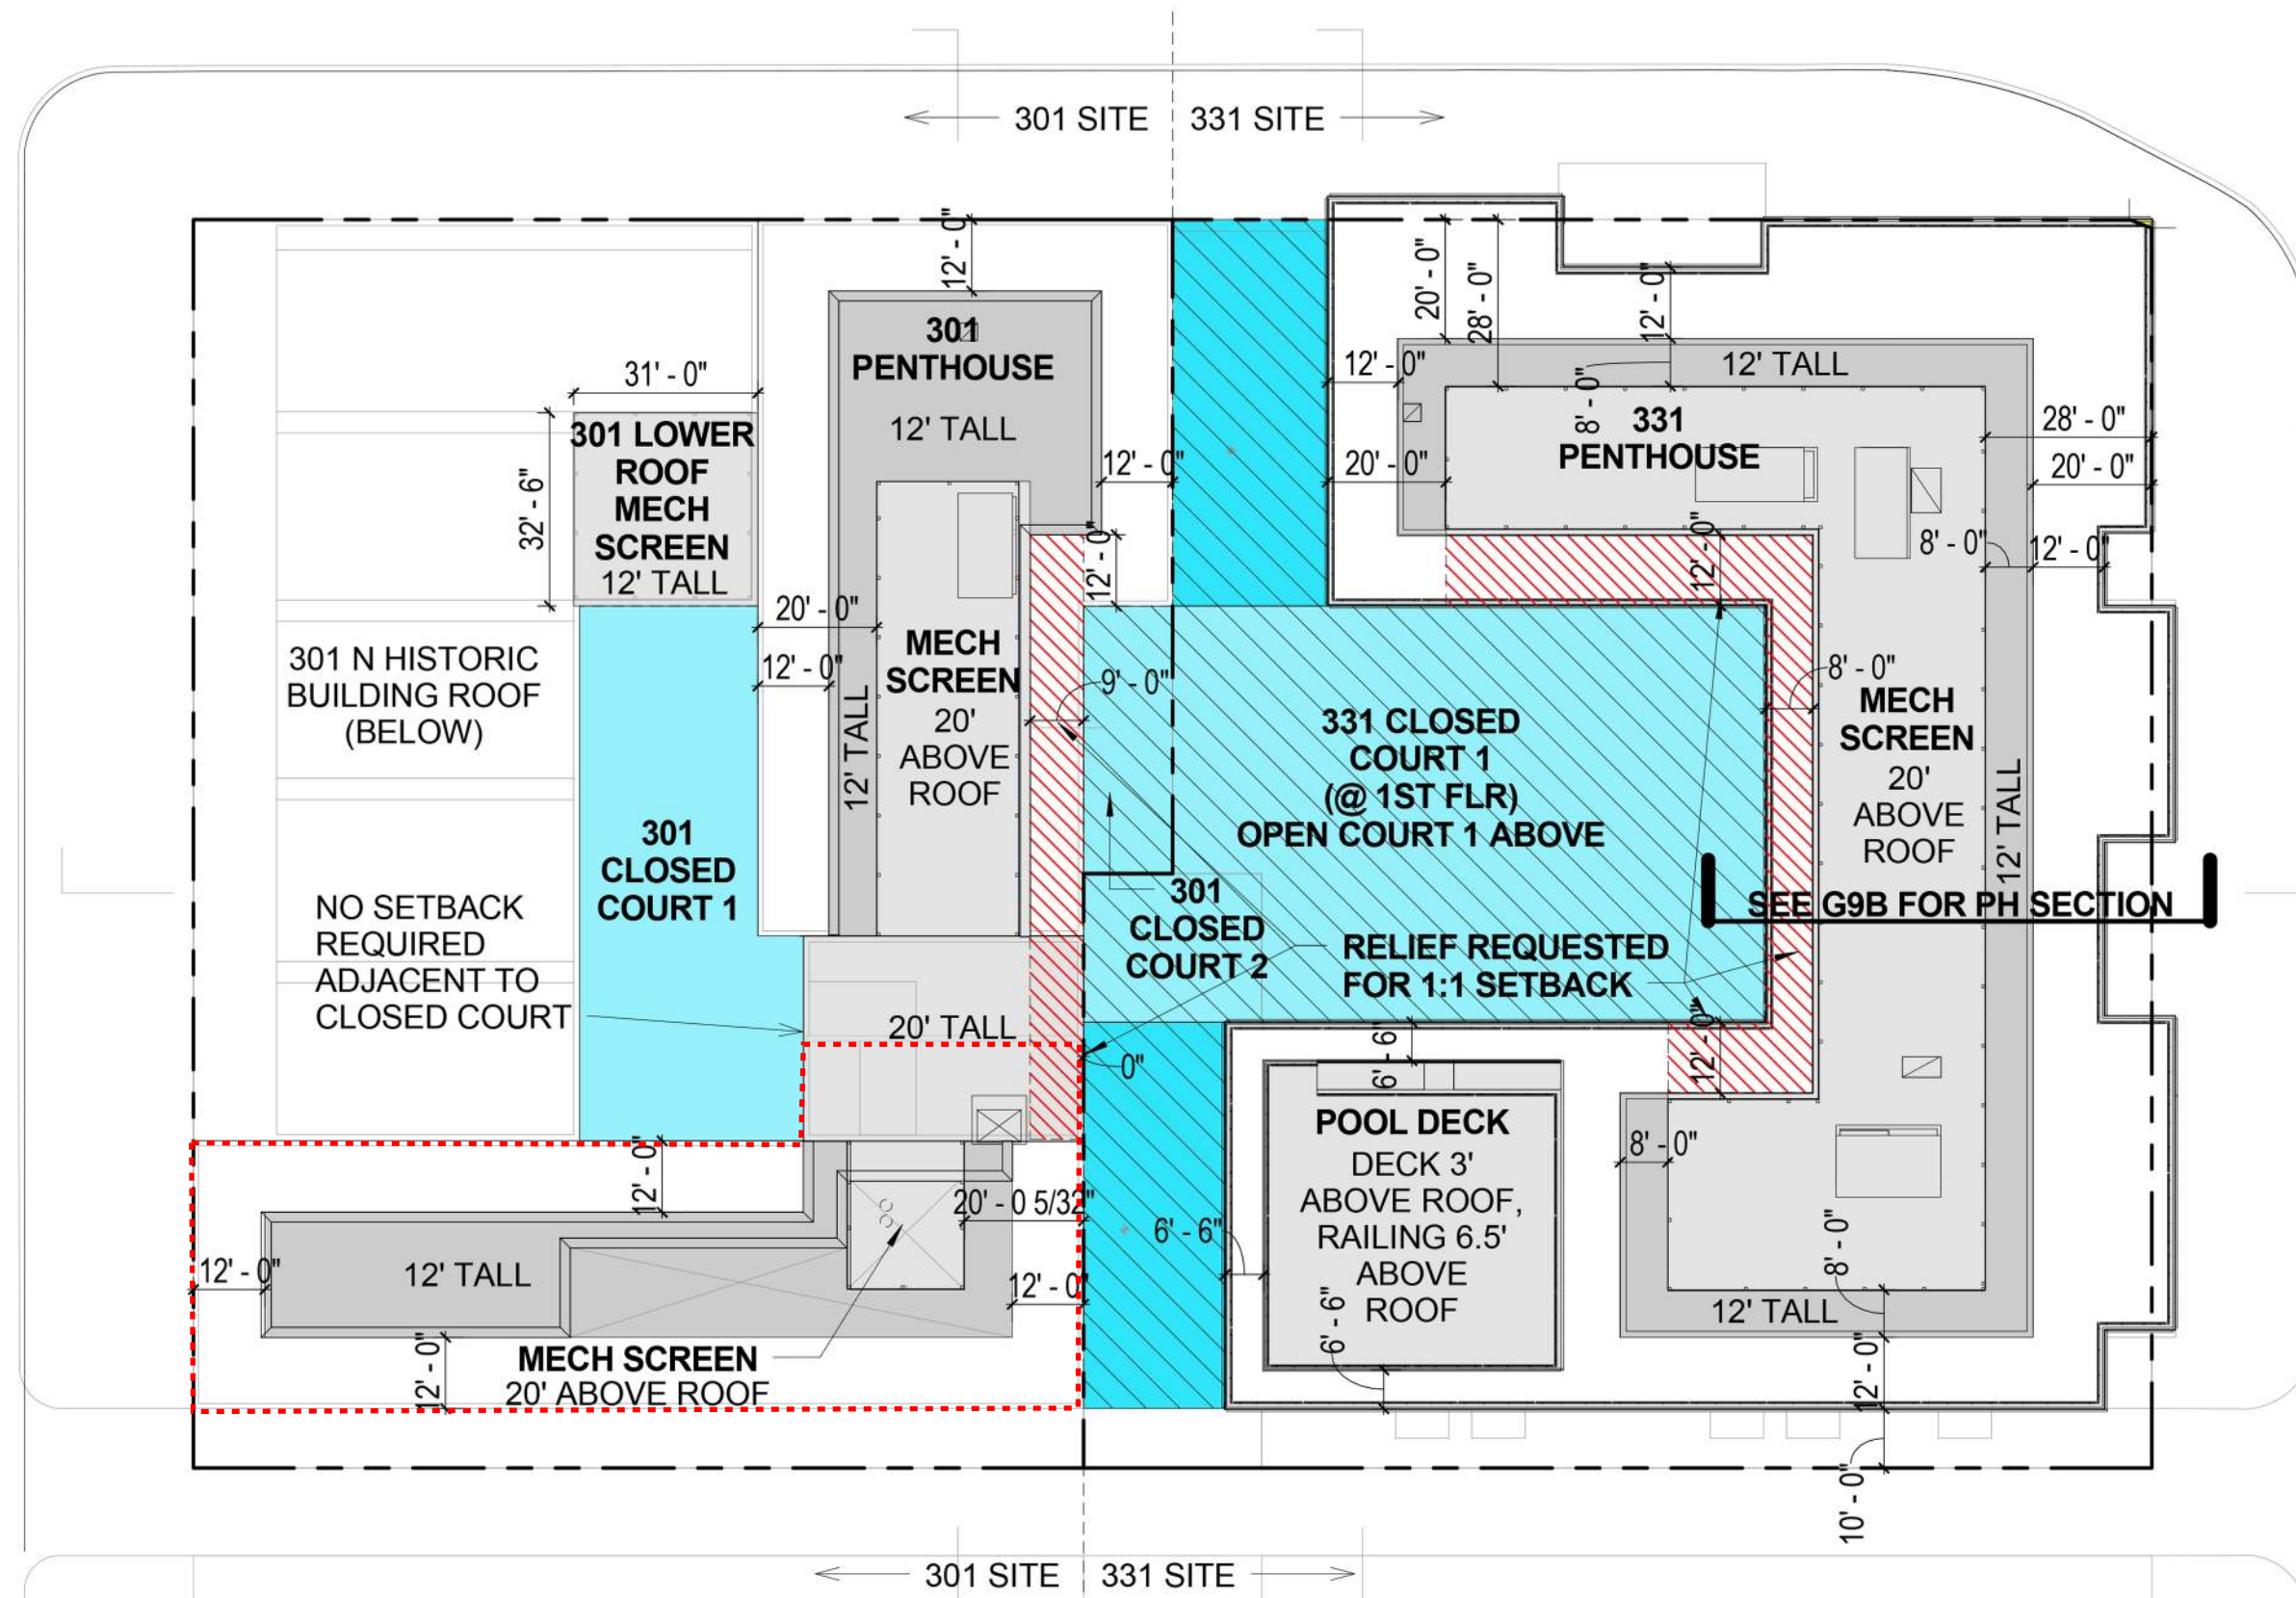 301 SITE
331 SITE
12' - 0"
301
PENTHOUSE
12' TALL
31' - 0"
32' - 6"
301 LOWER
ROOF
MECH
SCREEN
12' TALL
12' - 0"
12' - 0"
20' - 0"
12' - 0"
MECH
SCREEN
20'
ABOVE
ROOF
12' TALL
9' - 0"
301 N HISTORIC
BUILDING ROOF
(BELOW)
301
CLOSED
COURT 1
NO SETBACK
REQUIRED
ADJACENT TO
CLOSED COURT
20' TALL
0"
20' - 0"
28' - 0"
12' - 0"
12' - 0"
20' - 0"
8' - 0"
12' TALL
331
PENTHOUSE
28' - 0"
20' - 0"
8' - 0"
12' - 0"
12' - 0"
8' - 0"
MECH
SCREEN
20'
ABOVE
ROOF
12' TALL
331 CLOSED
COURT 1
(@ 1ST FLR)
OPEN COURT 1 ABOVE
301
CLOSED
COURT 2
SEE G9B FOR PH SECTION
RELIEF REQUESTED
FOR 1:1 SETBACK
12' - 0"
6' - 6"
POOL DECK
DECK 3'
ABOVE ROOF,
RAILING 6.5'
ABOVE
ROOF
6' - 6"
6' - 6"
8' - 0"
8' - 0"
12' TALL
12' - 0"
10' - 0"
12' - 0"
20' - 0 5/32"
12' - 0"
12' TALL
12' - 0"
12' - 0"
MECH SCREEN
20' ABOVE ROOF
301 SITE
331 SITE